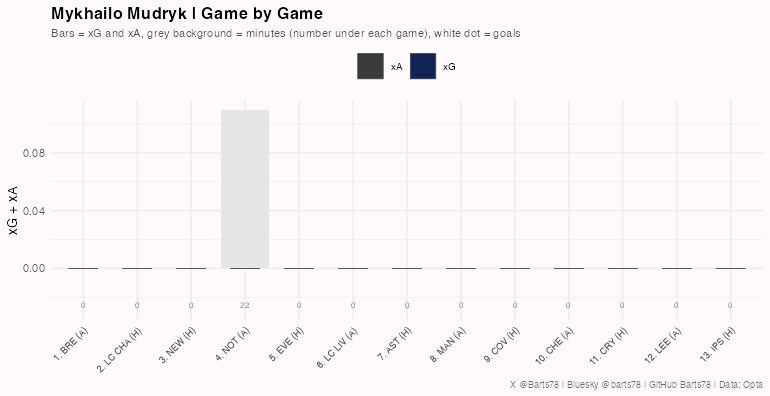 Mykhailo Mudryk | Game by Game
Bars = xG and xA, grey background = minutes (number under each game), white dot = goals
xA
xG
xG + xA
0.08
0.04
0.00
0 0 0 22 0 0 0 0 0 0 0 0 0
1. BRE (A)
2. LC CHA (H)
3. NEW (H)
4. NOT (A)
5. EVE (H)
6. LC LIV (A)
7. AST (H)
8. MAN (A)
9. COV (H)
10. CHE (A)
11. CRY (H)
12. LEE (A)
13. IPS (H)
X @Barts78 | Bluesky @barts78 | GitHub Barts78 | Data: Opta